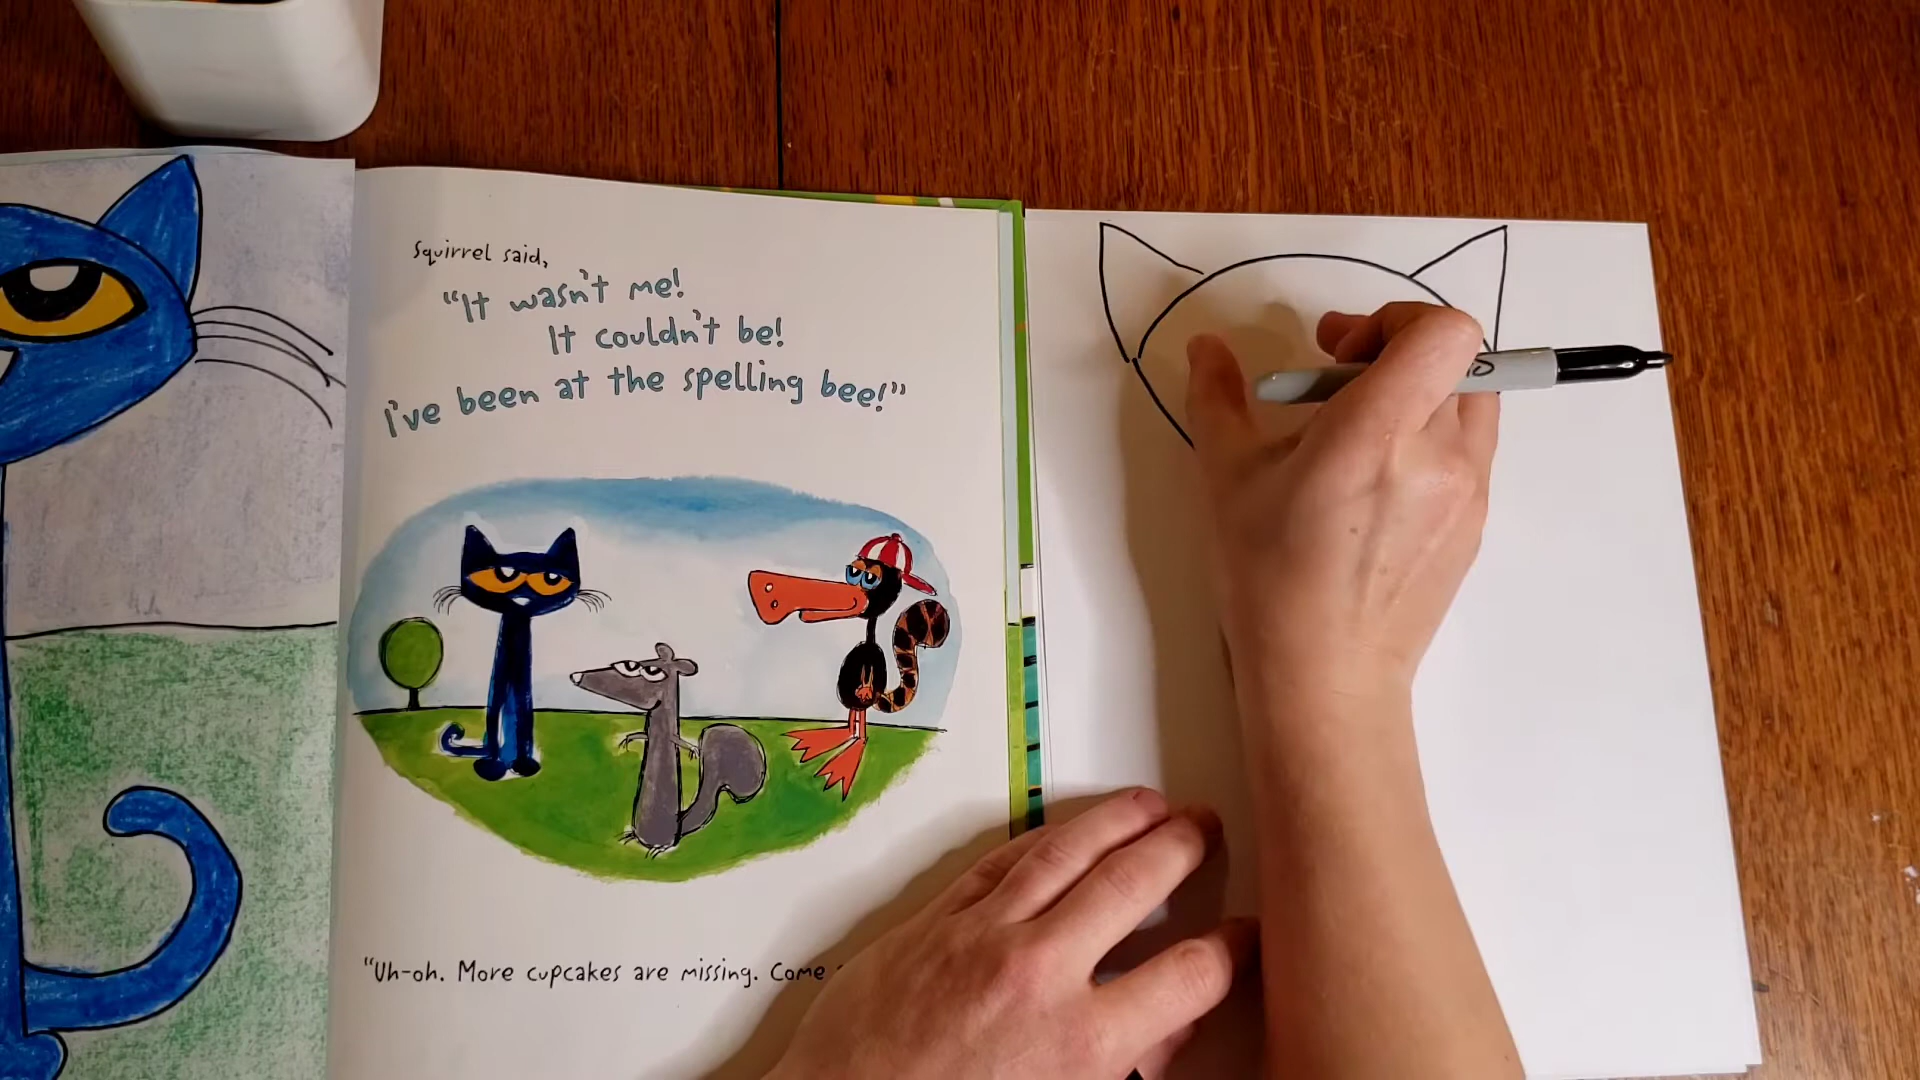 Squirrel said,
“It wasn't me!
It couldn't be!
I've been at the spelling bee!”
“Uh-oh. More cupcakes are missing. Come